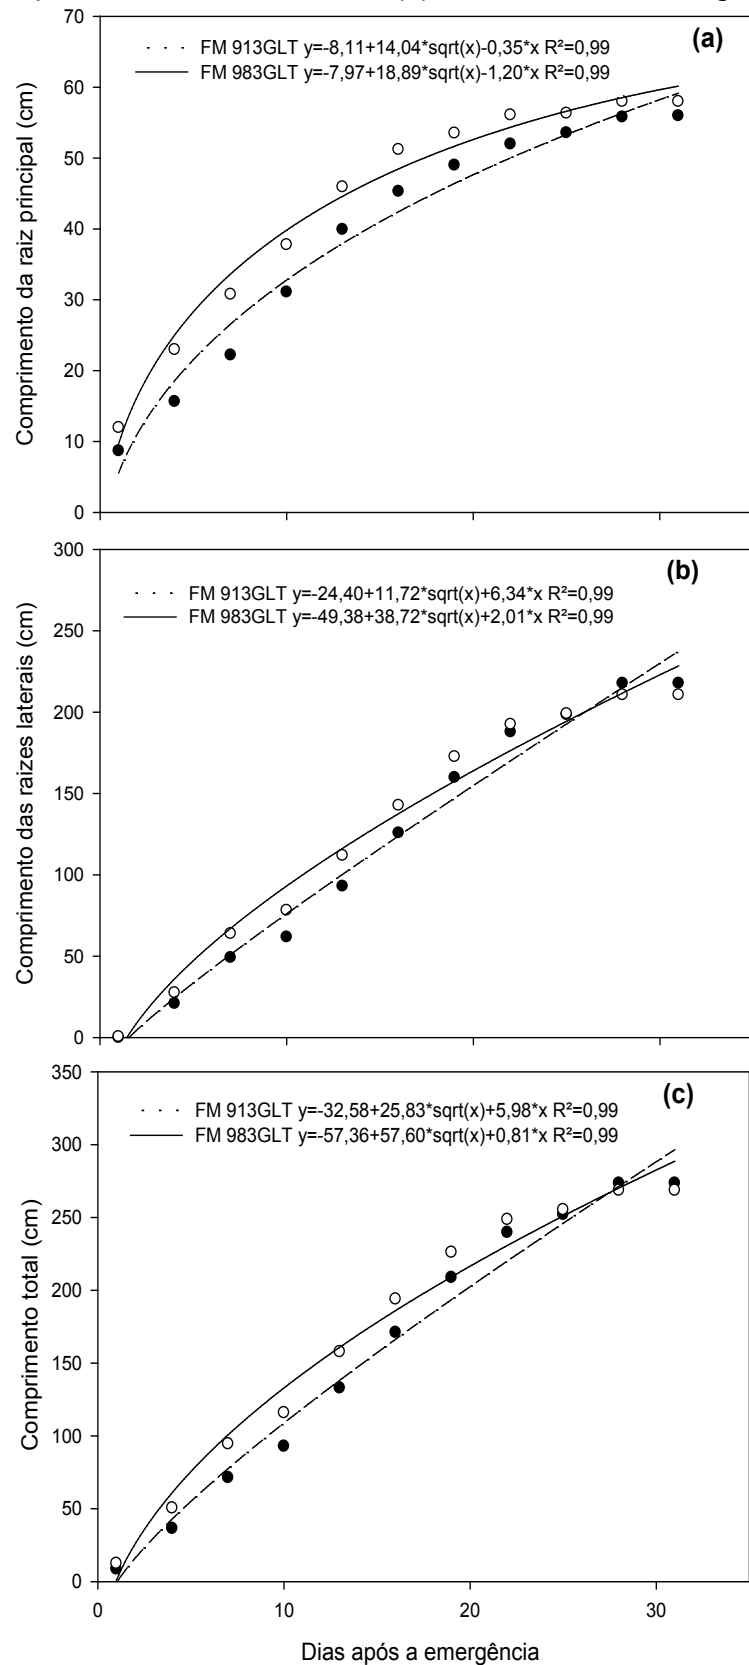 70
(a)
FM 913GLT y=-8,11+14,04*sqrt(x)-0,35*x R²=0,99
FM 983GLT y=-7,97+18,89*sqrt(x)-1,20*x R²=0,99
60
50
40
30
20
10
0
Comprimento da raiz principal (cm)
300
(b)
FM 913GLT y=-24,40+11,72*sqrt(x)+6,34*x R²=0,99
FM 983GLT y=-49,38+38,72*sqrt(x)+2,01*x R²=0,99
250
200
150
100
50
0
Comprimento das raizes laterais (cm)
350
(c)
FM 913GLT y=-32,58+25,83*sqrt(x)+5,98*x R²=0,99
FM 983GLT y=-57,36+57,60*sqrt(x)+0,81*x R²=0,99
300
250
200
150
100
50
0
Comprimento total (cm)
0 10 20 30
Dias após a emergência